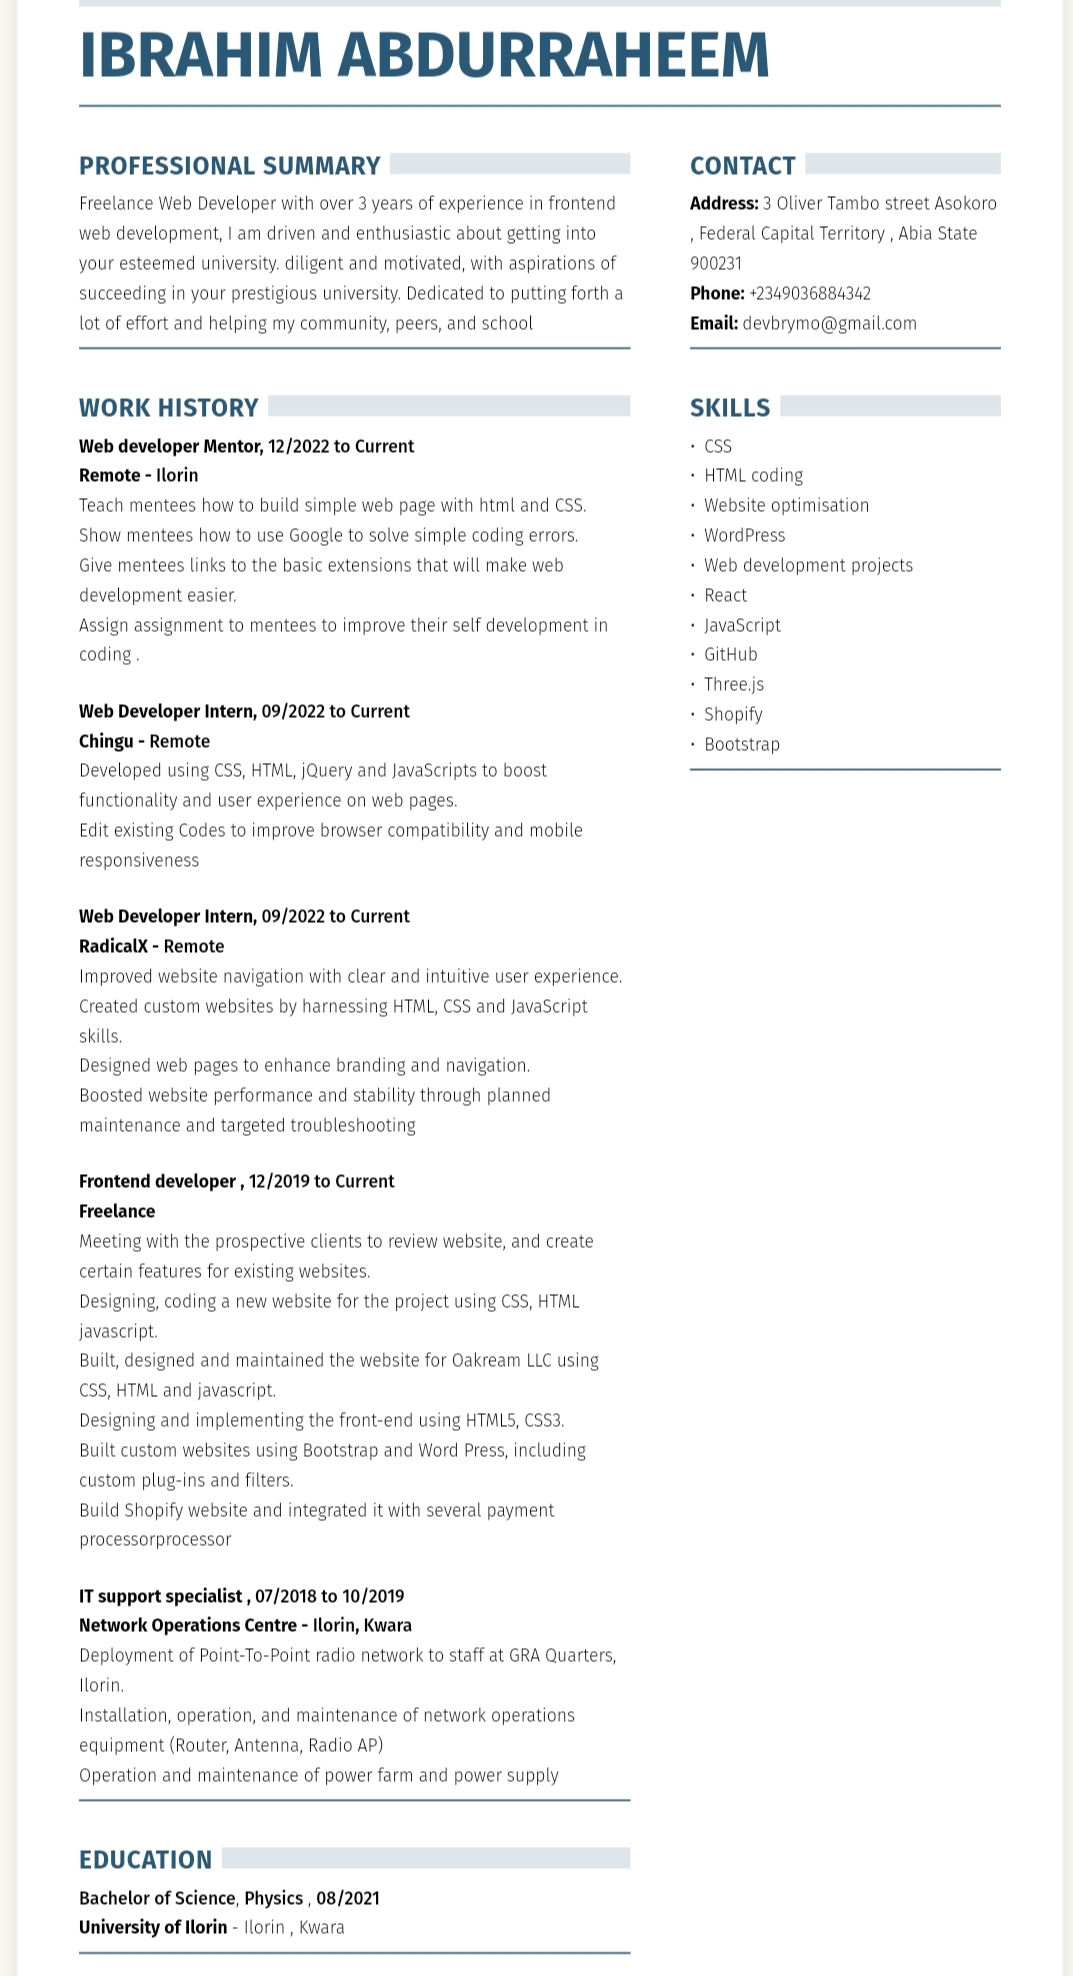 IBRAHIM ABDURRAHEEM
PROFESSIONAL SUMMARY
Freelance Web Developer with over 3 years of experience in frontend
web development, I am driven and enthusiastic about getting into
your esteemed university. diligent and motivated, with aspirations of
succeeding in your prestigious university. Dedicated to putting forth a
lot of effort and helping my community, peers, and school
WORK HISTORY
Web developer Mentor, 12/2022 to Current
Remote - Ilorin
Teach mentees how to build simple web page with html and CSS.
Show mentees how to use Google to solve simple coding errors.
Give mentees links to the basic extensions that will make web
development easier.
Assign assignment to mentees to improve their self development in
coding .
Web Developer Intern, 09/2022 to Current
Chingu - Remote
Developed using CSS, HTML, jQuery and JavaScripts to boost
functionality and user experience on web pages.
Edit existing Codes to improve browser compatibility and mobile
responsiveness
Web Developer Intern, 09/2022 to Current
RadicalX - Remote
Improved website navigation with clear and intuitive user experience.
Created custom websites by harnessing HTML, CSS and JavaScript
skills.
Designed web pages to enhance branding and navigation.
Boosted website performance and stability through planned
maintenance and targeted troubleshooting
Frontend developer , 12/2019 to Current
Freelance
Meeting with the prospective clients to review website, and create
certain features for existing websites.
Designing, coding a new website for the project using CSS, HTML
javascript.
Built, designed and maintained the website for Oakream LLC using
CSS, HTML and javascript.
Designing and implementing the front-end using HTML5, CSS3.
Built custom websites using Bootstrap and Word Press, including
custom plug-ins and filters.
Build Shopify website and integrated it with several payment
processorprocessor
IT support specialist , 07/2018 to 10/2019
Network Operations Centre - Ilorin, Kwara
Deployment of Point-To-Point radio network to staff at GRA Quarters,
Ilorin.
Installation, operation, and maintenance of network operations
equipment (Router, Antenna, Radio AP)
Operation and maintenance of power farm and power supply
EDUCATION
Bachelor of Science, Physics , 08/2021
University of Ilorin - Ilorin , Kwara
CONTACT
Address: 3 Oliver Tambo street Asokoro
, Federal Capital Territory , Abia State
900231
Phone: +2349036884342
Email: devbrymo@gmail.com
SKILLS
• CSS
• HTML coding
• Website optimisation
• WordPress
• Web development projects
• React
• JavaScript
• GitHub
• Three.js
• Shopify
• Bootstrap